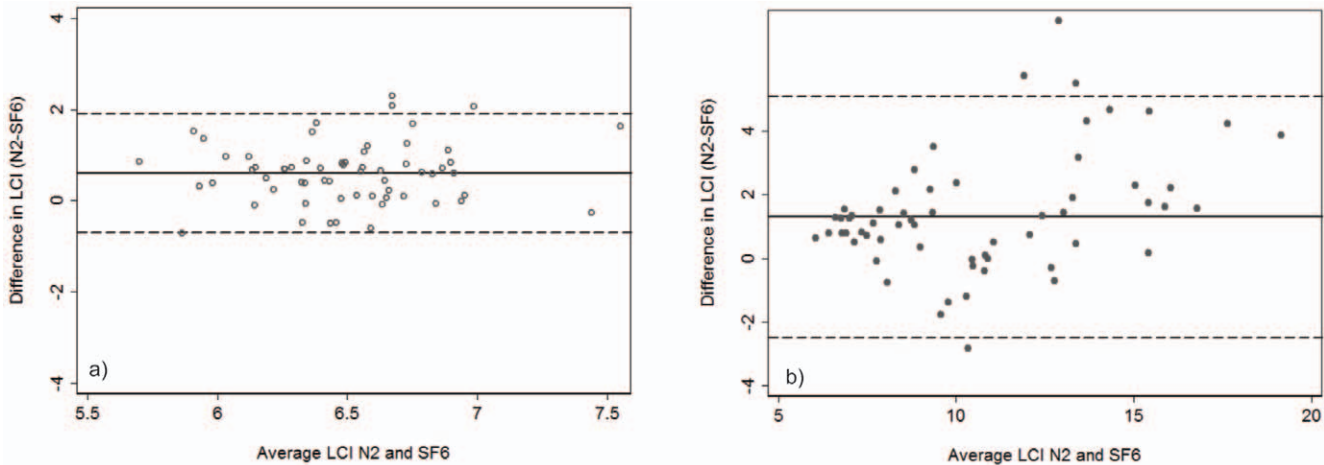 4
2
0
-2
-4
Difference in LCI (N2-SF6)
a)
5.5 6 6.5 7 7.5
Average LCI N2 and SF6
4
2
0
-2
-4
Difference in LCI (N2-SF6)
b)
5 10 15 20
Average LCI N2 and SF6